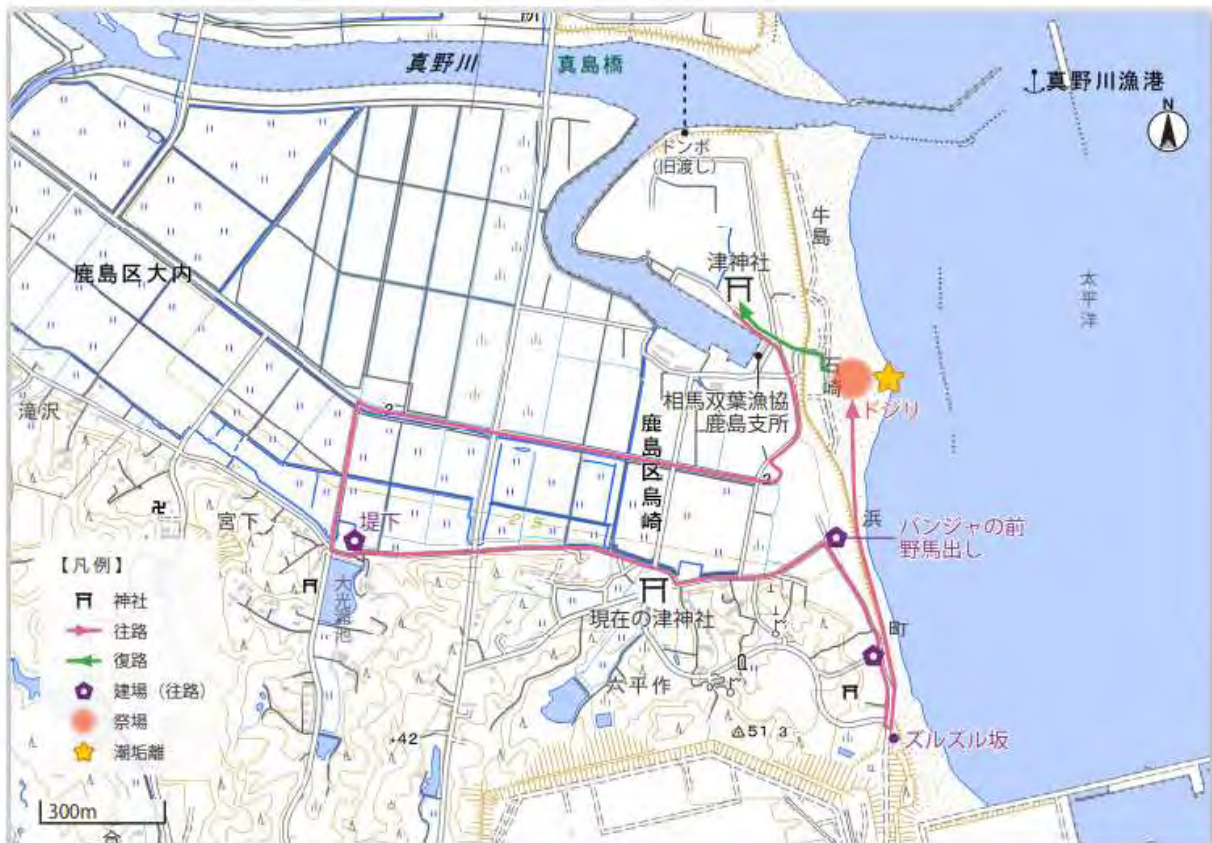 所
真野川
真島橋
真野川漁港
N
ドンボ
(旧渡し)
牛島
津神社
鹿島区大内
太平洋
石崎
ドジリ
相馬双葉漁協
鹿島支所
滝沢
2
鹿島区烏崎
2
浜
宮下
堤下
2.5
バンジャの前
野馬出し
現在の津神社
町
六平作
ズルズル坂
51.3
42
【凡例】
神社
往路
復路
建場(往路)
祭場
潮垢離
300m